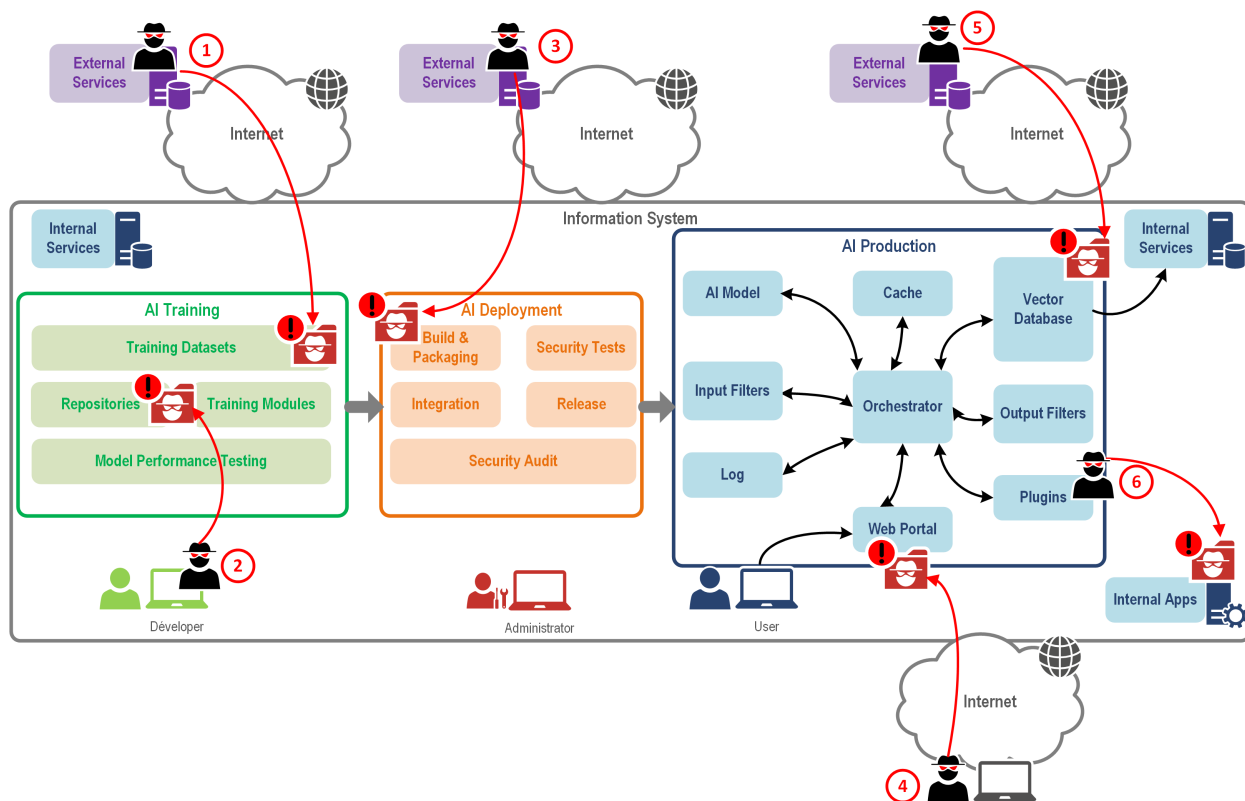 1
External
Services
Internet
3
External
Services
Internet
5
External
Services
Internet
Information System
Internal
Services
AI Training
Training Datasets
Repositories
Training Modules
Model Performance Testing
AI Deployment
Build &
Packaging
Security Tests
Integration
Release
Security Audit
AI Production
AI Model
Cache
Vector
Database
Internal
Services
Input Filters
Orchestrator
Output Filters
Log
Plugins
Web Portal
6
2
Déveloper
Administrator
User
Internal Apps
Internet
4